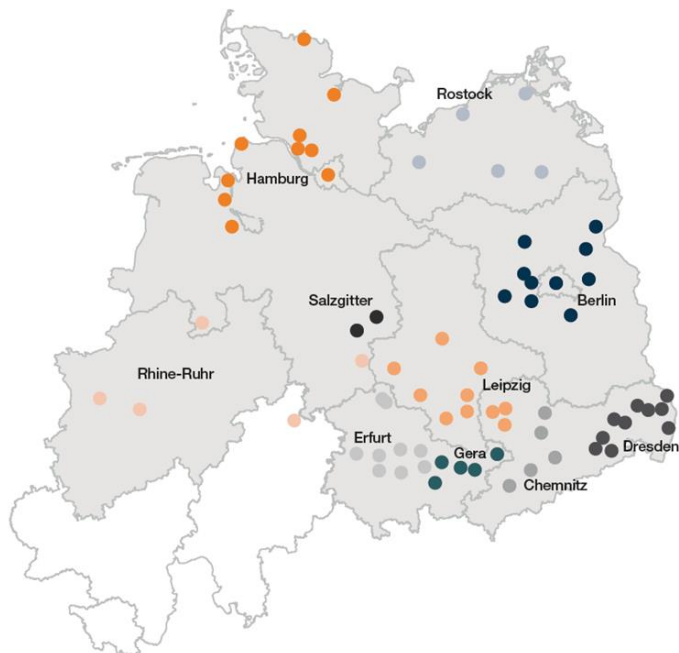 Rostock
Hamburg
Salzgitter
Berlin
Rhine-Ruhr
Leipzig
Erfurt
Gera
Dresden
Chemnitz